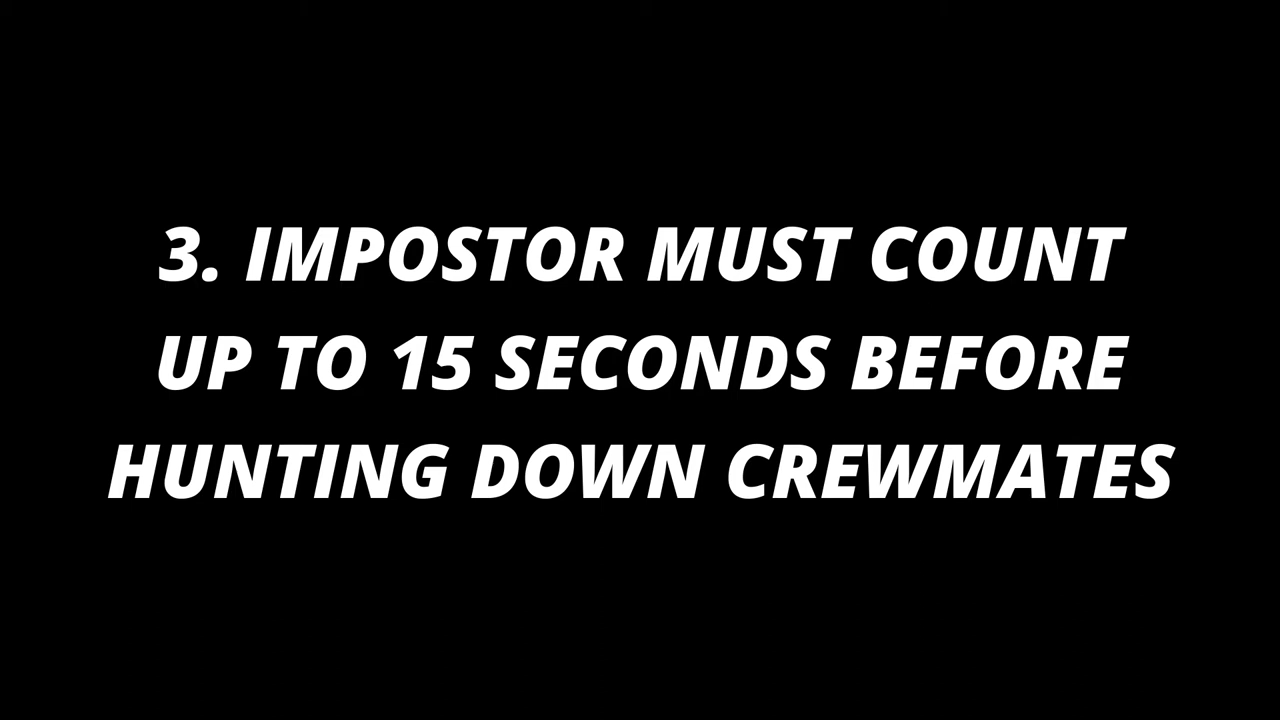 3. IMPOSTOR MUST COUNT
UP TO 15 SECONDS BEFORE
HUNTING DOWN CREWMATES